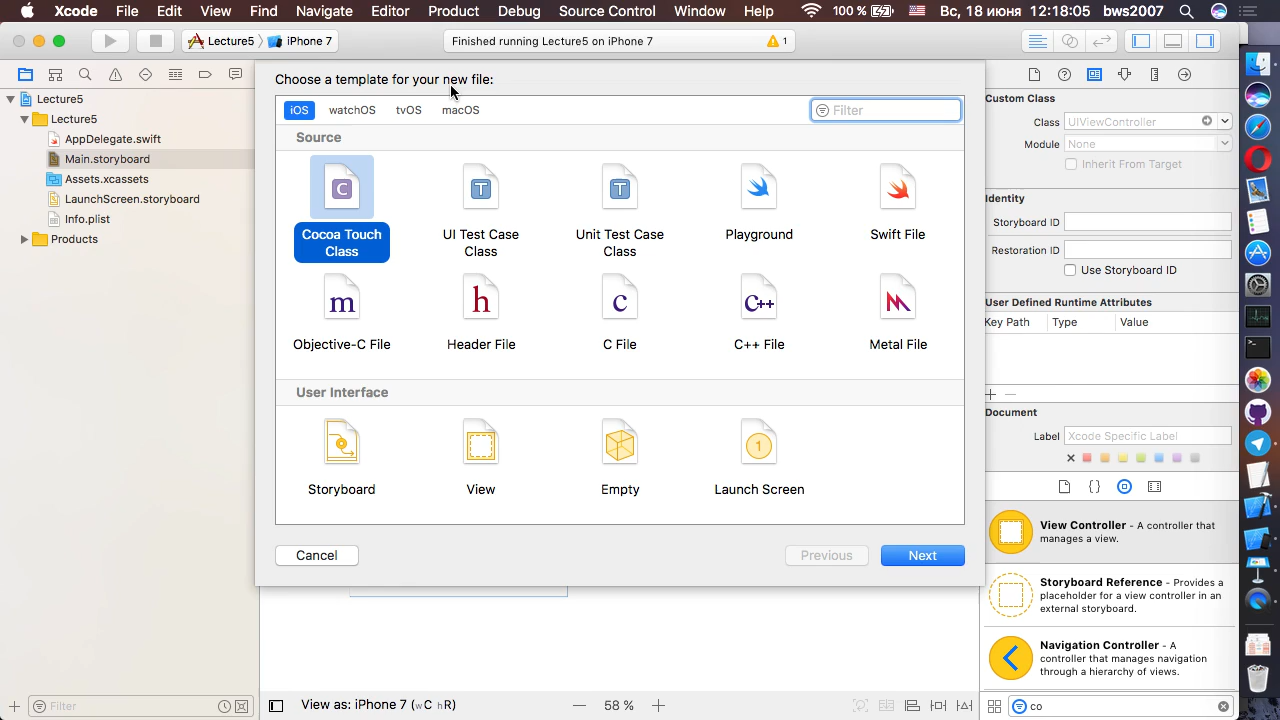 Xcode File Edit View Find Navigate Editor Product Debug Source Control Window Help 100 % Вс, 18 июня 12:18:05 bws2007
Lecture5 iPhone 7 Finished running Lecture5 on iPhone 7 1
Lecture5
Lecture5
AppDelegate.swift
Main.storyboard
Assets.xcassets
LaunchScreen.storyboard
Info.plist
Products
Filter
Choose a template for your new file:
iOS watchOS tvOS macOS Filter
Source
C T T
Cocoa Touch
Class
UI Test Case
Class
Unit Test Case
Class
Playground
Swift File
m h c C++
Objective-C File
Header File
C File
C++ File
Metal File
User Interface
1
Storyboard
View
Empty
Launch Screen
Cancel Previous Next
View as: iPhone 7 (wC hR) 58 %
Custom Class
Class UIViewController
Module None
Inherit From Target
Identity
Storyboard ID
Restoration ID
Use Storyboard ID
User Defined Runtime Attributes
Key Path Type Value
Document
Label Xcode Specific Label
View Controller - A controller that
manages a view.
Storyboard Reference - Provides a
placeholder for a view controller in an
external storyboard.
Navigation Controller - A
controller that manages navigation
through a hierarchy of views.
co